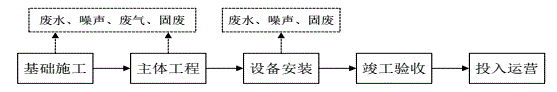 废水、噪声、废气、固废
废水、噪声、固废
基础施工
主体工程
设备安装
竣工验收
投入运营